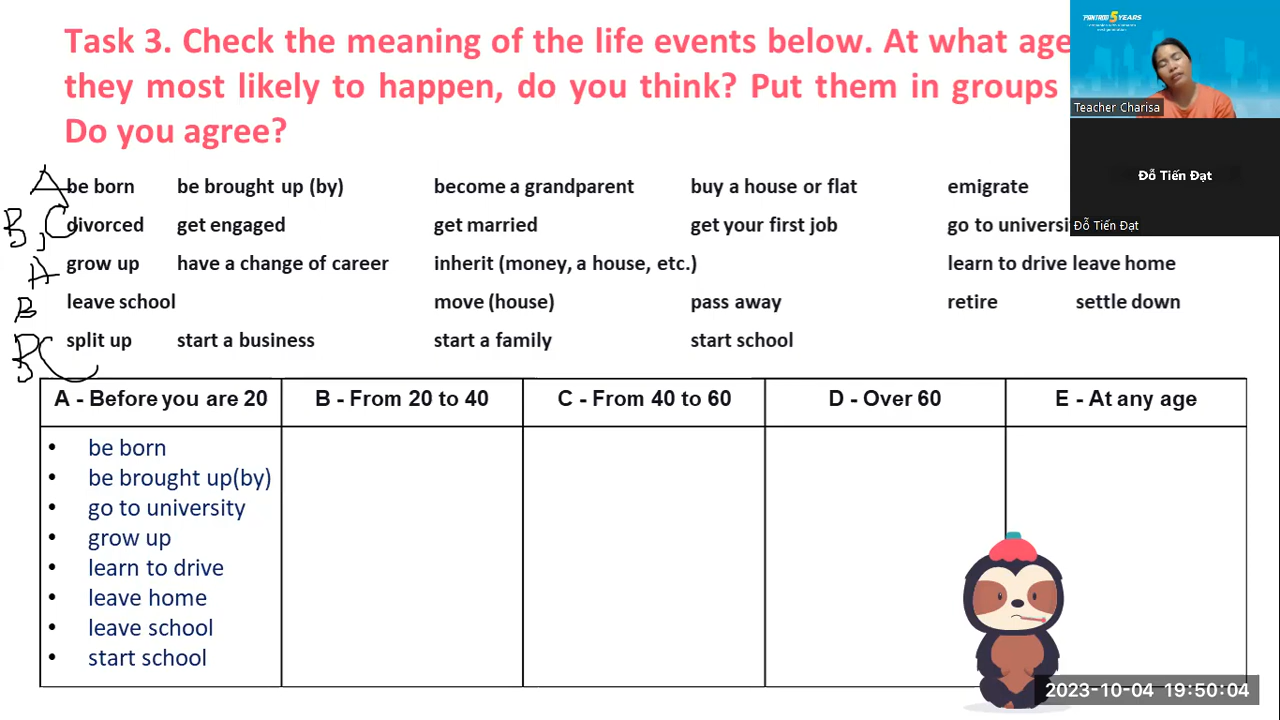 Task 3. Check the meaning of the life events below. At what age
they most likely to happen, do you think? Put them in groups
Do you agree?
PANTADO 5 YEARS
Teacher Charisa
Đỗ Tiến Đạt
Đỗ Tiến Đạt
A be born be brought up (by) become a grandparent buy a house or flat emigrate
B, C divorced get engaged get married get your first job go to universi
A grow up have a change of career inherit (money, a house, etc.) learn to drive leave home
B leave school move (house) pass away retire settle down
BC split up start a business start a family start school
A - Before you are 20 B - From 20 to 40 C - From 40 to 60 D - Over 60 E - At any age
• be born
• be brought up(by)
• go to university
• grow up
• learn to drive
• leave home
• leave school
• start school
2023-10-04 19:50:04